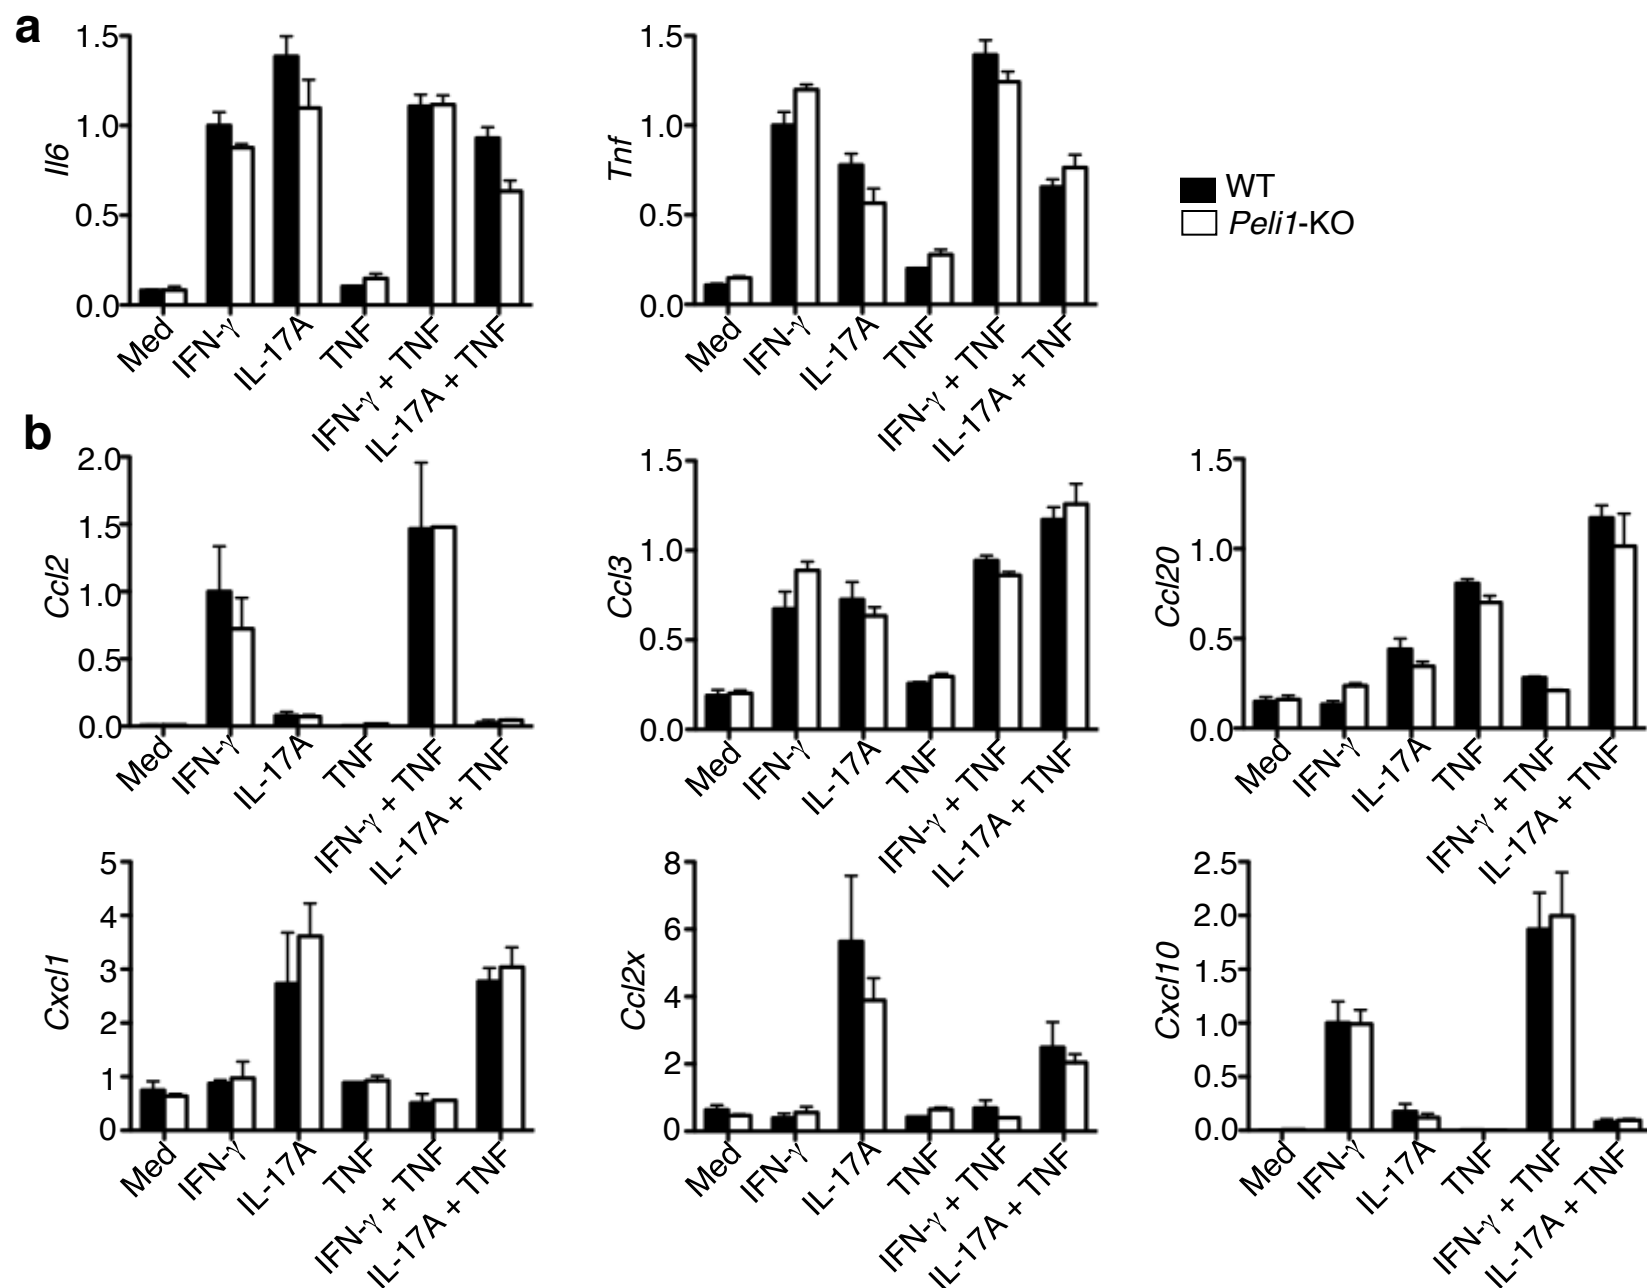 a
Il6
1.5
1.0
0.5
0.0
Med
IFN-γ
IL-17A
TNF
IFN-γ + TNF
IL-17A + TNF
Tnf
1.5
1.0
0.5
0.0
Med
IFN-γ
IL-17A
TNF
IFN-γ + TNF
IL-17A + TNF
WT
Peli1-KO
b
Ccl2
2.0
1.5
1.0
0.5
0.0
Med
IFN-γ
IL-17A
TNF
IFN-γ + TNF
IL-17A + TNF
Ccl3
1.5
1.0
0.5
0.0
Med
IFN-γ
IL-17A
TNF
IFN-γ + TNF
IL-17A + TNF
Ccl20
1.5
1.0
0.5
0.0
Med
IFN-γ
IL-17A
TNF
IFN-γ + TNF
IL-17A + TNF
Cxcl1
5
4
3
2
1
0
Med
IFN-γ
IL-17A
TNF
IFN-γ + TNF
IL-17A + TNF
Ccl2x
8
6
4
2
0
Med
IFN-γ
IL-17A
TNF
IFN-γ + TNF
IL-17A + TNF
Cxcl10
2.5
2.0
1.5
1.0
0.5
0.0
Med
IFN-γ
IL-17A
TNF
IFN-γ + TNF
IL-17A + TNF